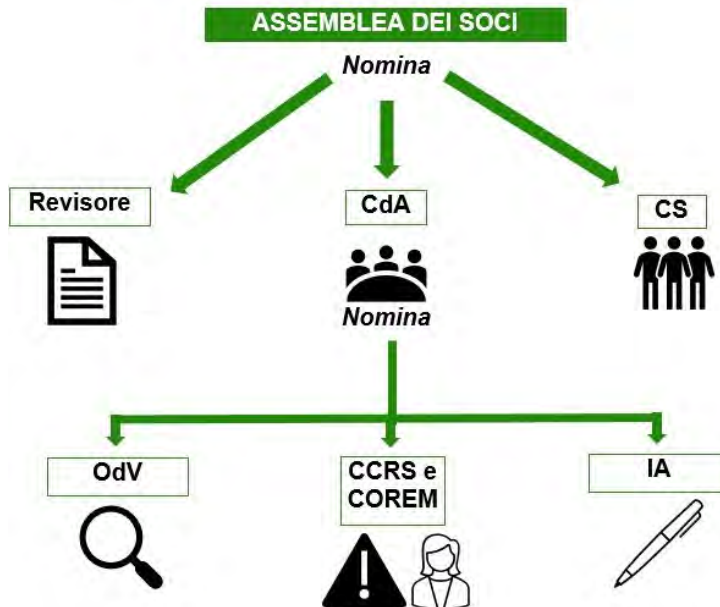 ASSEMBLEA DEI SOCI
Nomina
Revisore
CdA
CS
Nomina
OdV
CCRS e
COREM
IA